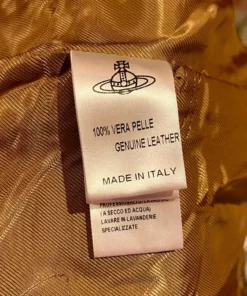 100% VERA PELLE
GENUINE LEATHER
MADE IN ITALY
(A SECCO ED ACQUA)
LAVARE IN LAVANDERIE
SPECIALIZZATE